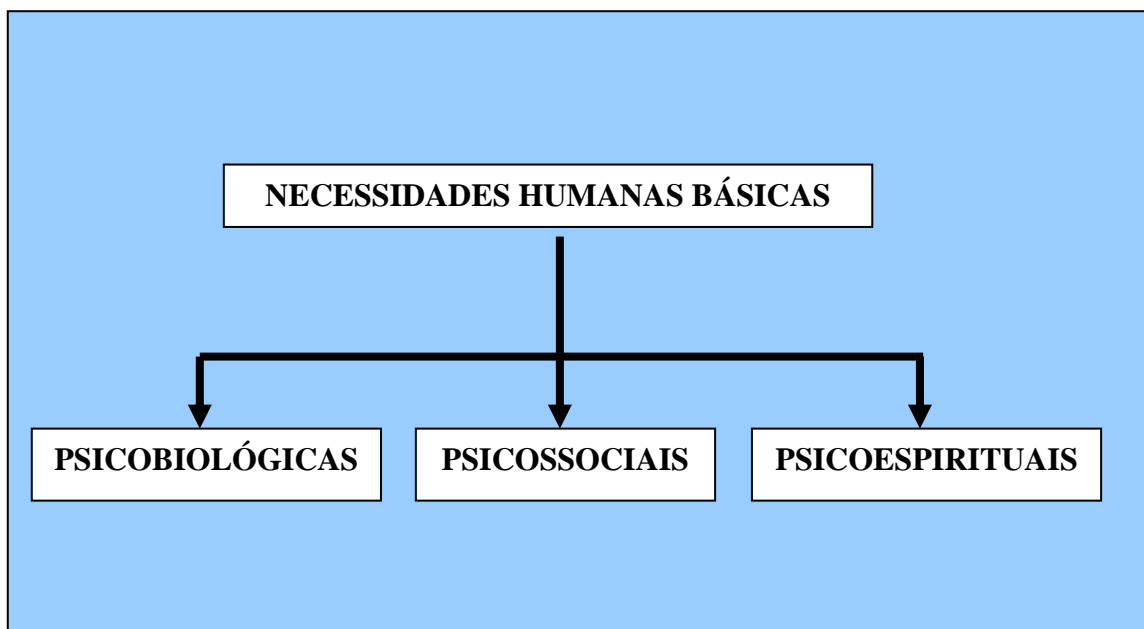 NECESSIDADES HUMANAS BÁSICAS
PSICOBIOLÓGICAS
PSICOSSOCIAIS
PSICOESPIRITUAIS